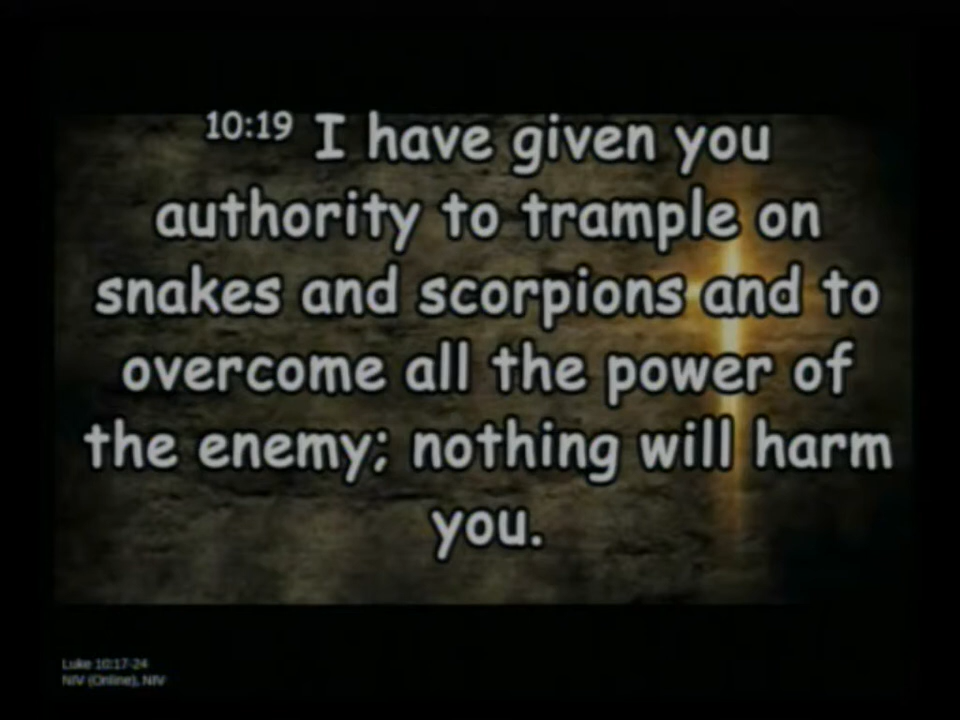 10:19 I have given you
authority to trample on
snakes and scorpions and to
overcome all the power of
the enemy; nothing will harm
you.
Luke 10:17-24
NIV (Online), NIV